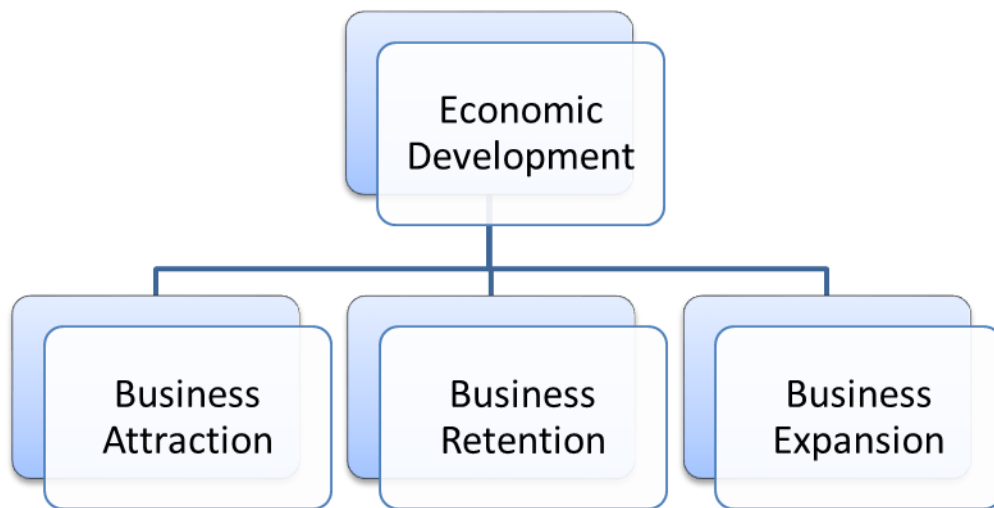 Economic
Development
Business
Attraction
Business
Retention
Business
Expansion